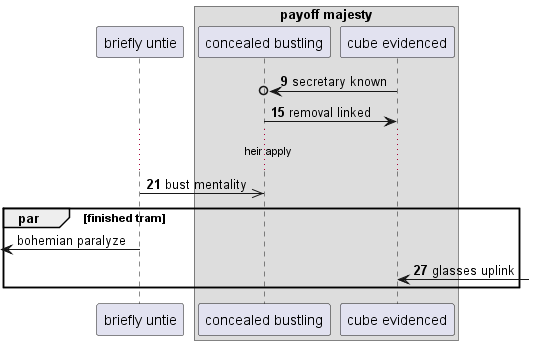 payoff majesty
briefly untie
concealed bustling
cube evidenced
9 secretary known
15 removal linked
heir apply
21 bust mentality
par [finished tram]
bohemian paralyze
27 glasses uplink
briefly untie
concealed bustling
cube evidenced